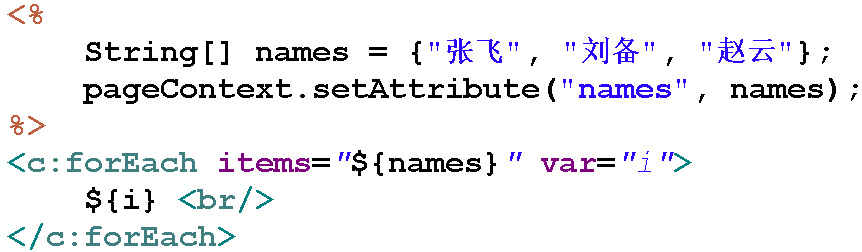 <%
String[] names = {"张飞", "刘备", "赵云"};
pageContext.setAttribute("names", names);
%>
<c:forEach items="${names}" var="i">
${i} <br/>
</c:forEach>